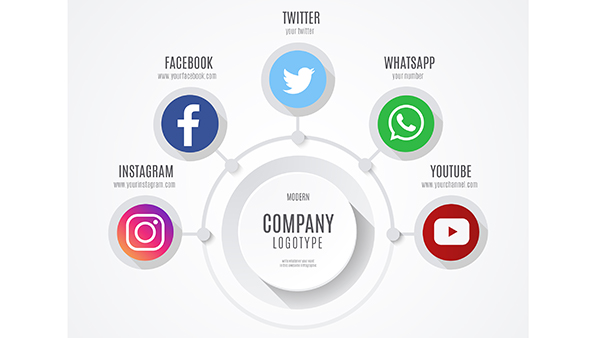 TWITTER
your twitter
FACEBOOK
www.yourfacebook.com
WHATSAPP
your number
INSTAGRAM
www.yourinstagram.com
YOUTUBE
www.yourchannel.com
MODERN
COMPANY
LOGOTYPE